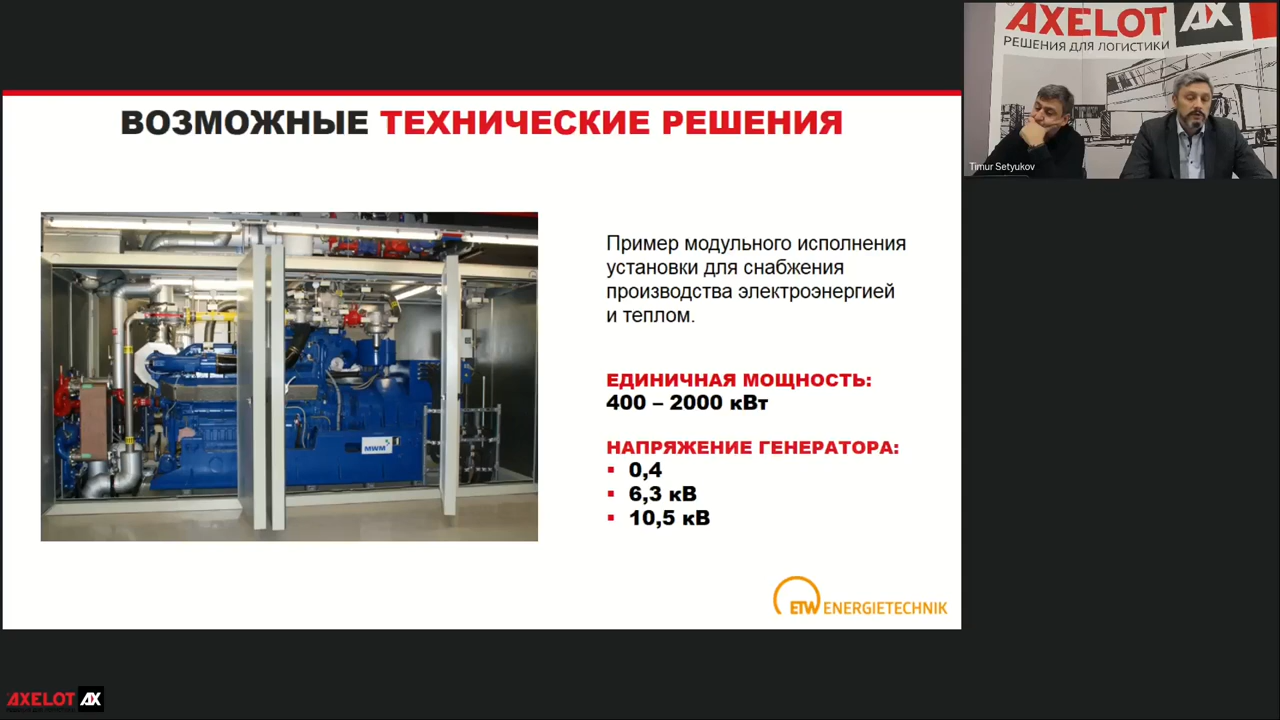 AXELOT AX
РЕШЕНИЯ ДЛЯ ЛОГИСТИКИ
Timur Setyukov
ВОЗМОЖНЫЕ ТЕХНИЧЕСКИЕ РЕШЕНИЯ
Пример модульного исполнения
установки для снабжения
производства электроэнергией
и теплом.
ЕДИНИЧНАЯ МОЩНОСТЬ:
400 – 2000 кВт
НАПРЯЖЕНИЕ ГЕНЕРАТОРА:
▪ 0,4
▪ 6,3 кВ
▪ 10,5 кВ
MWM
ETW ENERGIETECHNIK
AXELOT AX